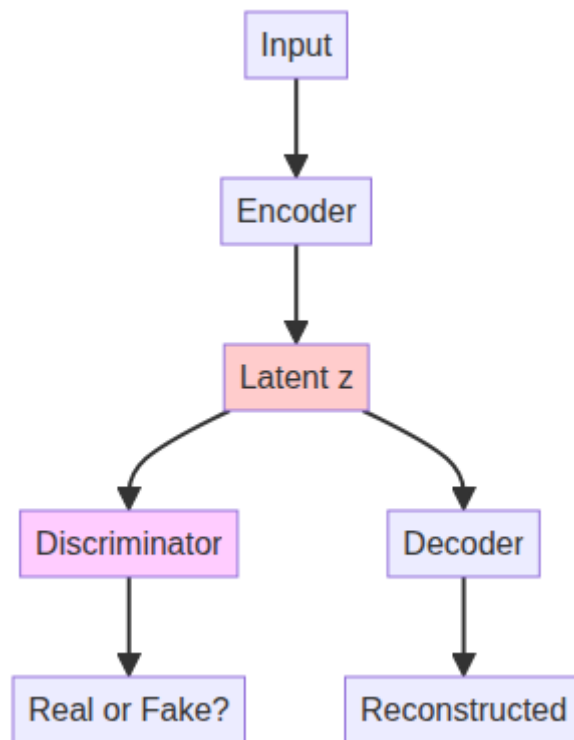 Input
Encoder
Latent z
Discriminator
Decoder
Real or Fake?
Reconstructed